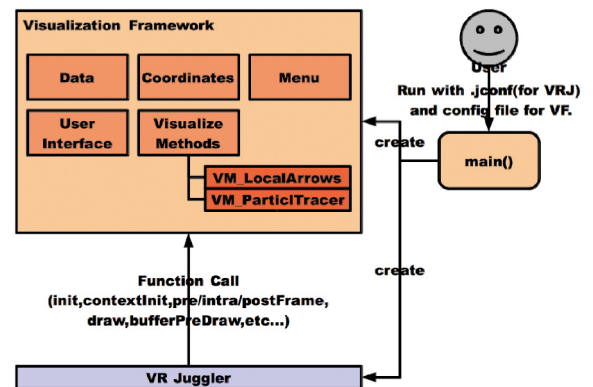 Visualization Framework
Data
Coordinates
Menu
User
Interface
Visualize
Methods
VM_LocalArrows
VM_ParticlTracer
User
Run with .jconf(for VRJ)
and config file for VF.
main()
create
create
Function Call
(init,contextInit,pre/intra/postFrame,
draw,bufferPreDraw,etc...)
VR Juggler